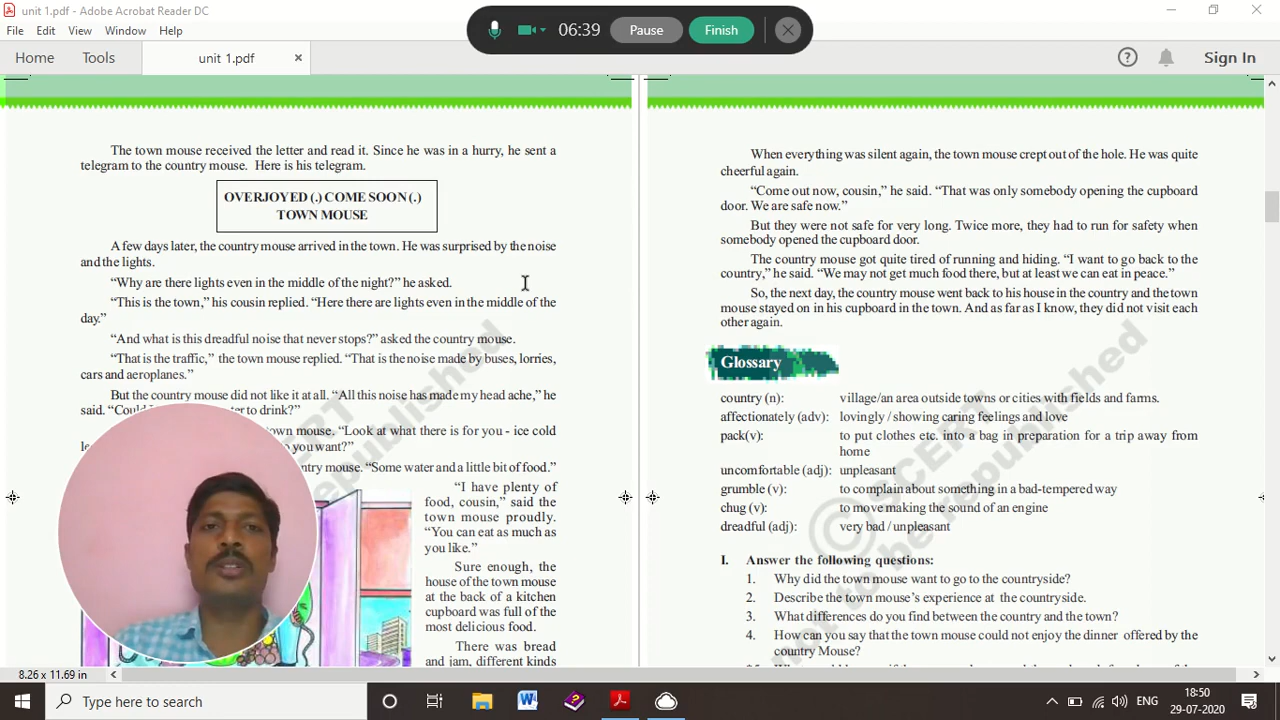 unit 1.pdf - Adobe Acrobat Reader DC
06:39
Pause
Finish
File Edit View Window Help
Home Tools unit 1.pdf
Sign In
The town mouse received the letter and read it. Since he was in a hurry, he sent a
telegram to the country mouse. Here is his telegram.
OVERJOYED (.) COME SOON (.)
TOWN MOUSE
A few days later, the country mouse arrived in the town. He was surprised by the noise
and the lights.
“Why are there lights even in the middle of the night?” he asked.
“This is the town,” his cousin replied. “Here there are lights even in the middle of the
day.”
“And what is this dreadful noise that never stops?” asked the country mouse.
“That is the traffic,” the town mouse replied. “That is the noise made by buses, lorries,
cars and aeroplanes.”
But the country mouse did not like it at all. “All this noise has made my head ache,” he
said. “Could to drink?”
town mouse. “Look at what there is for you - ice cold
you want?”
mouse. “Some water and a little bit of food.”
“I have plenty of
food, cousin,” said the
town mouse proudly.
“You can eat as much as
you like.”
Sure enough, the
house of the town mouse
at the back of a kitchen
cupboard was full of the
most delicious food.
There was bread
and jam, different kinds
When everything was silent again, the town mouse crept out of the hole. He was quite
cheerful again.
“Come out now, cousin,” he said. “That was only somebody opening the cupboard
door. We are safe now.”
But they were not safe for very long. Twice more, they had to run for safety when
somebody opened the cupboard door.
The country mouse got quite tired of running and hiding. “I want to go back to the
country,” he said. “We may not get much food there, but at least we can eat in peace.”
So, the next day, the country mouse went back to his house in the country and the town
mouse stayed on in his cupboard in the town. And as far as I know, they did not visit each
other again.
Glossary
country (n): village/an area outside towns or cities with fields and farms.
affectionately (adv): lovingly / showing caring feelings and love
pack(v): to put clothes etc. into a bag in preparation for a trip away from
home
uncomfortable (adj): unpleasant
grumble (v): to complain about something in a bad-tempered way
chug (v): to move making the sound of an engine
dreadful (adj): very bad / unpleasant
I. Answer the following questions:
1. Why did the town mouse want to go to the countryside?
2. Describe the town mouse’s experience at the countryside.
3. What differences do you find between the country and the town?
4. How can you say that the town mouse could not enjoy the dinner offered by the
country Mouse?
8.26 x 11.69 in
Type here to search
ENG
18:50
29-07-2020